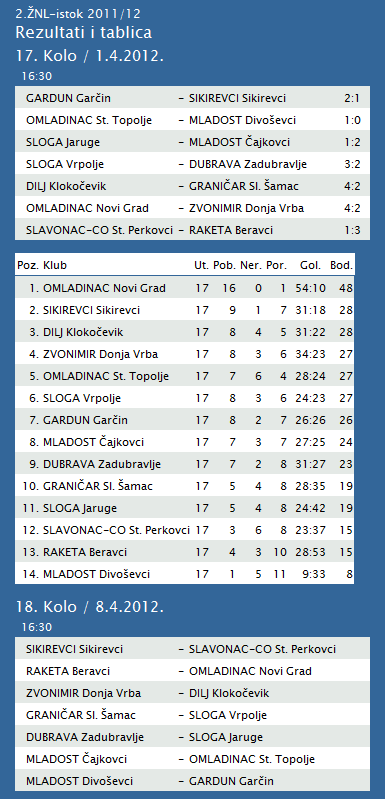 2.ŽNL-istok 2011/12
Rezultati i tablica
17. Kolo / 1.4.2012.
16:30
GARDUN Garčin - SIKIREVCI Sikirevci 2:1
OMLADINAC St. Topolje - MLADOST Divoševci 1:0
SLOGA Jaruge - MLADOST Čajkovci 1:2
SLOGA Vrpolje - DUBRAVA Zadubravlje 3:2
DILJ Klokočevik - GRANIČAR Sl. Šamac 4:2
OMLADINAC Novi Grad - ZVONIMIR Donja Vrba 4:2
SLAVONAC-CO St. Perkovci - RAKETA Beravci 1:3
Poz. Klub Ut. Pob. Ner. Por. Gol. Bod.
1. OMLADINAC Novi Grad 17 16 0 1 54:10 48
2. SIKIREVCI Sikirevci 17 9 1 7 31:18 28
3. DILJ Klokočevik 17 8 4 5 31:22 28
4. ZVONIMIR Donja Vrba 17 8 3 6 34:23 27
5. OMLADINAC St. Topolje 17 7 6 4 28:24 27
6. SLOGA Vrpolje 17 8 3 6 24:23 27
7. GARDUN Garčin 17 8 2 7 26:26 26
8. MLADOST Čajkovci 17 7 3 7 27:25 24
9. DUBRAVA Zadubravlje 17 7 2 8 31:27 23
10. GRANIČAR Sl. Šamac 17 5 4 8 28:35 19
11. SLOGA Jaruge 17 5 4 8 24:42 19
12. SLAVONAC-CO St. Perkovci 17 3 6 8 23:37 15
13. RAKETA Beravci 17 4 3 10 28:53 15
14. MLADOST Divoševci 17 1 5 11 9:33 8
18. Kolo / 8.4.2012.
16:30
SIKIREVCI Sikirevci - SLAVONAC-CO St. Perkovci
RAKETA Beravci - OMLADINAC Novi Grad
ZVONIMIR Donja Vrba - DILJ Klokočevik
GRANIČAR Sl. Šamac - SLOGA Vrpolje
DUBRAVA Zadubravlje - SLOGA Jaruge
MLADOST Čajkovci - OMLADINAC St. Topolje
MLADOST Divoševci - GARDUN Garčin